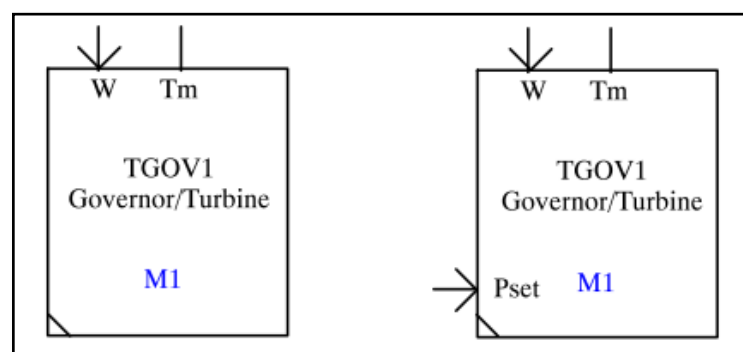 W Tm
TGOV1
Governor/Turbine
M1
W Tm
TGOV1
Governor/Turbine
Pset M1